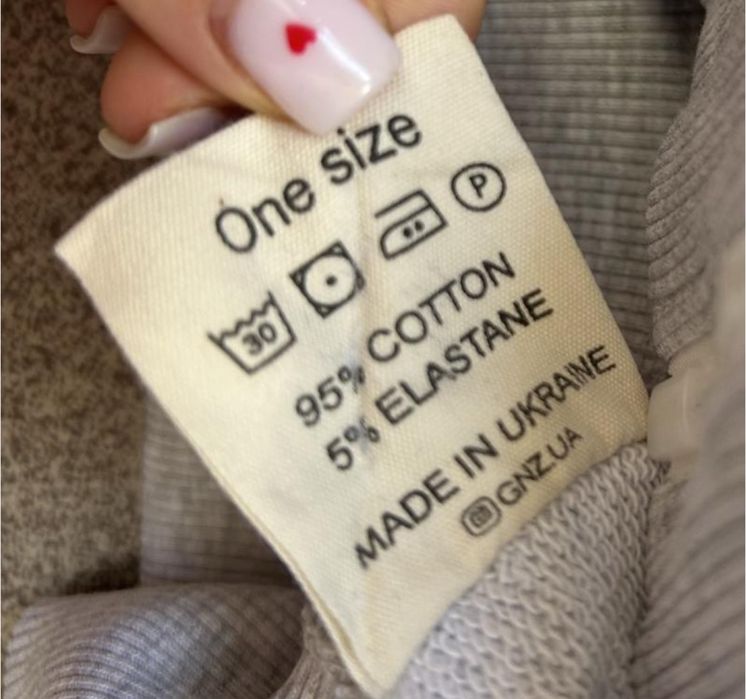 One size
30
P
95% COTTON
5% ELASTANE
MADE IN UKRAINE
GNZ.UA